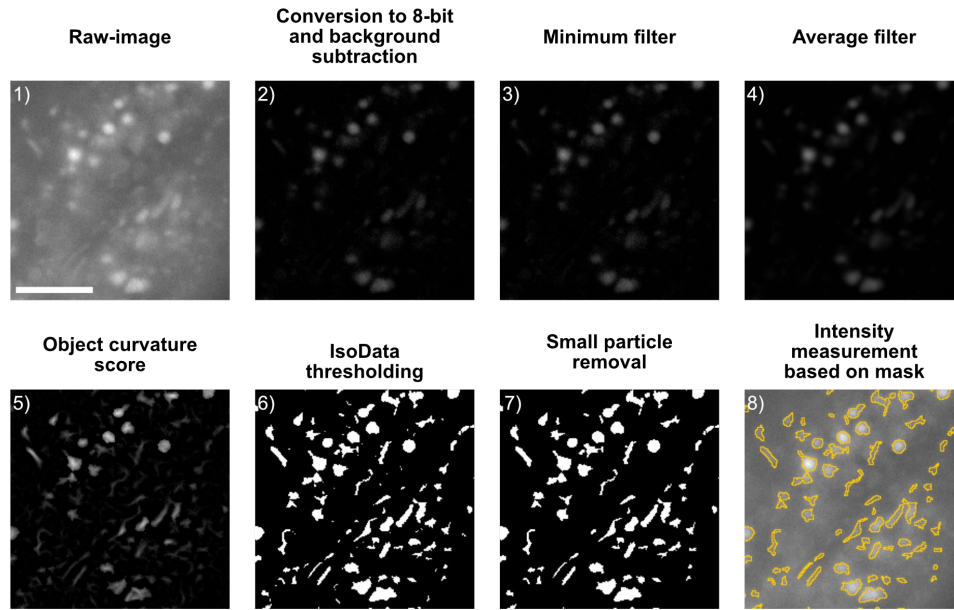 Raw-image
Conversion to 8-bit
and background
subtraction
Minimum filter
Average filter
1)
2)
3)
4)
Object curvature
score
IsoData
thresholding
Small particle
removal
Intensity
measurement
based on mask
5)
6)
7)
8)